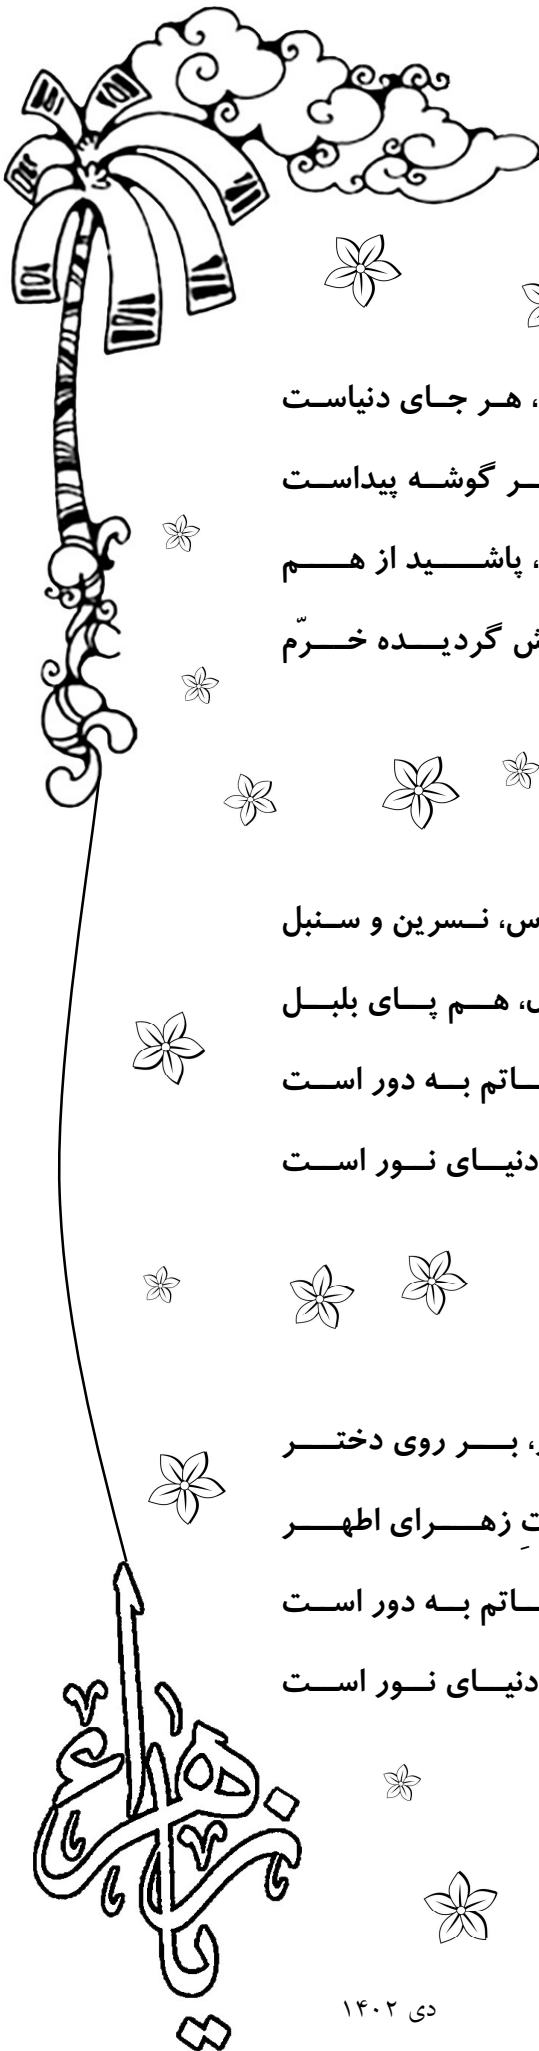 ، هر جای دنیاست
ر گوشه پیداست
، پاشید از هم
ش گردیده خرّم
س، نسرین و سنبل
، هم پای بلبل
اتم به دور است
دنیای نور است
، بر روی دختر
تِ زهرای اطهر
اتم به دور است
دنیای نور است
یا زهراء
دی ۱۴۰۲